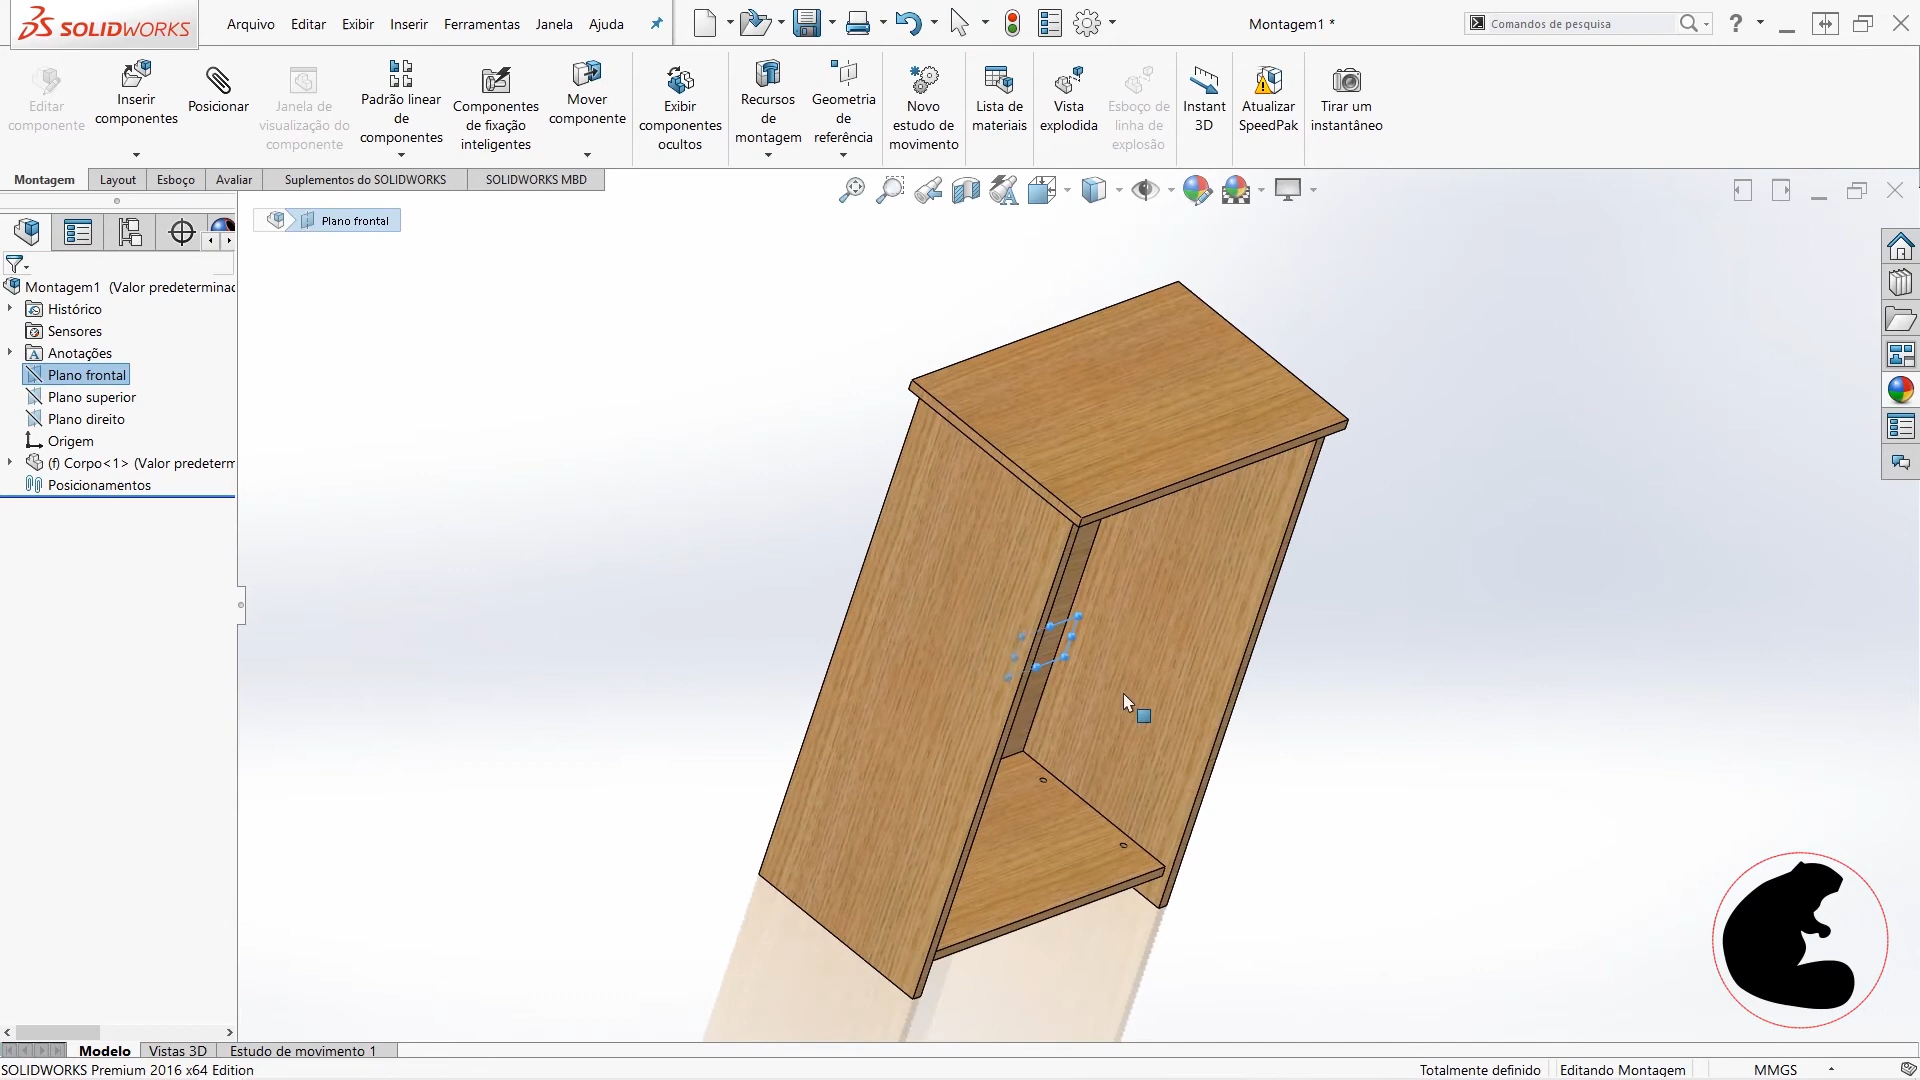 SOLIDWORKS
Arquivo Editar Exibir Inserir Ferramentas Janela Ajuda
Montagem1 *
Comandos de pesquisa
?
Editar componente
Inserir componentes
Posicionar
Janela de visualização do componente
Padrão linear de componentes
Componentes de fixação inteligentes
Mover componente
Exibir componentes ocultos
Recursos de montagem
Geometria de referência
Novo estudo de movimento
Lista de materiais
Vista explodida
Esboço de linha de explosão
Instant 3D
Atualizar SpeedPak
Tirar um instantâneo
Montagem Layout Esboço Avaliar Suplementos do SOLIDWORKS SOLIDWORKS MBD
Plano frontal
Montagem1 (Valor predeterminac
Histórico
Sensores
Anotações
Plano frontal
Plano superior
Plano direito
Origem
(f) Corpo<1> (Valor predeterm
Posicionamentos
Modelo Vistas 3D Estudo de movimento 1
SOLIDWORKS Premium 2016 x64 Edition
Totalmente definido Editando Montagem MMGS